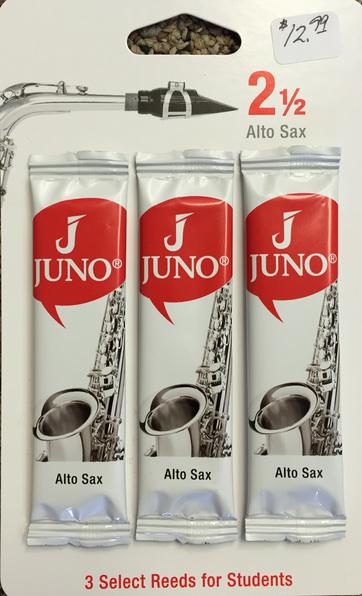 $12.99
2½
Alto Sax
J
JUNO®
Alto Sax
J
JUNO®
Alto Sax
J
JUNO®
Alto Sax
3 Select Reeds for Students